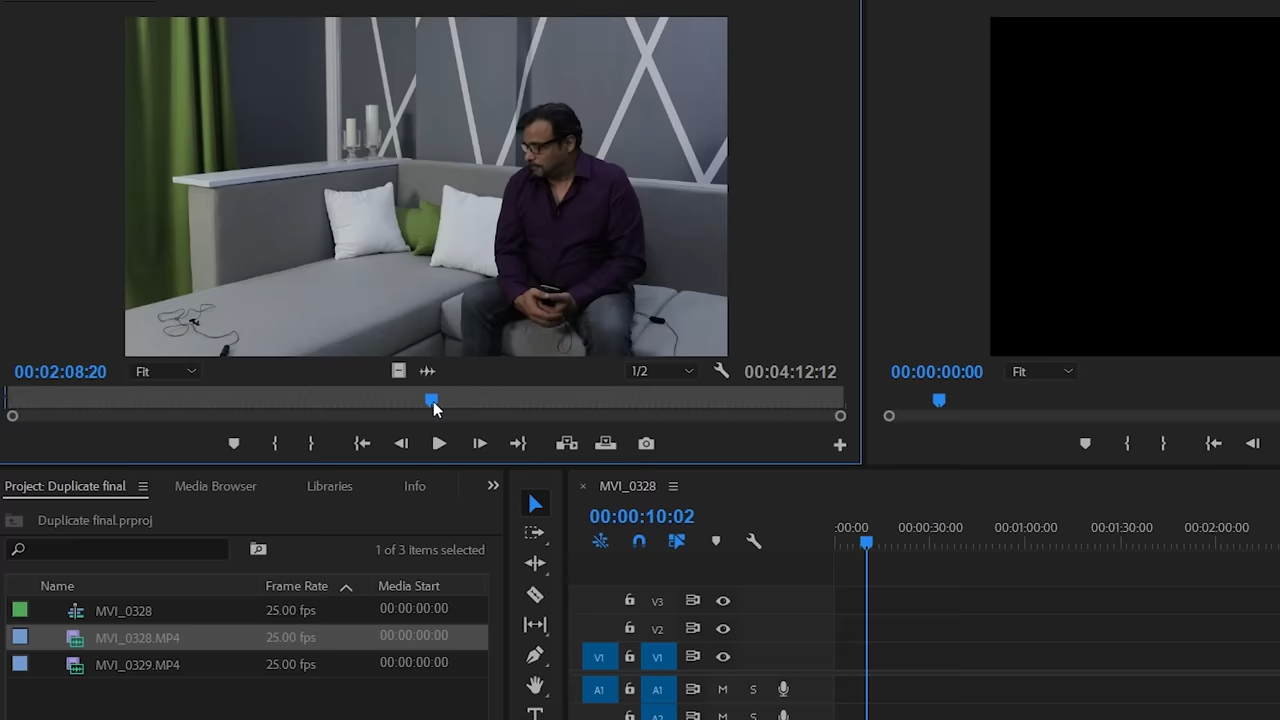 00:02:08:20 Fit 1/2 00:04:12:12
00:00:00:00 Fit
Project: Duplicate final Media Browser Libraries Info
Duplicate final.prproj
1 of 3 items selected
Name Frame Rate Media Start
MVI_0328 25.00 fps 00:00:00:00
MVI_0328.MP4 25.00 fps 00:00:00:00
MVI_0329.MP4 25.00 fps 00:00:00:00
T
× MVI_0328
00:00:10:02
:00:00 00:00:30:00 00:01:00:00 00:01:30:00 00:02:00:00
V3
V2
V1 V1
A1 A1 M S
A2 M S